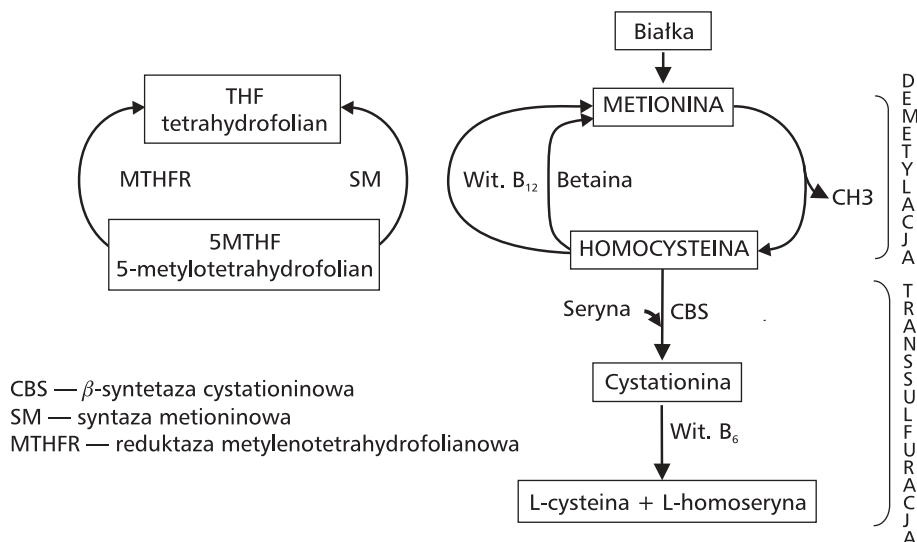 THF
tetrahydrofolian
MTHFR
SM
5MTHF
5-metylotetrahydrofolian
CBS — β-syntetaza cystationinowa
SM — syntaza metioninowa
MTHFR — reduktaza metylenotetrahydrofolianowa
Białka
METIONINA
Wit. B₁₂
Betaina
CH3
HOMOCYSTEINA
Seryna
CBS
Cystationina
Wit. B₆
L-cysteina + L-homoseryna
DEMETYLACJA
TRANSSULFURACJA